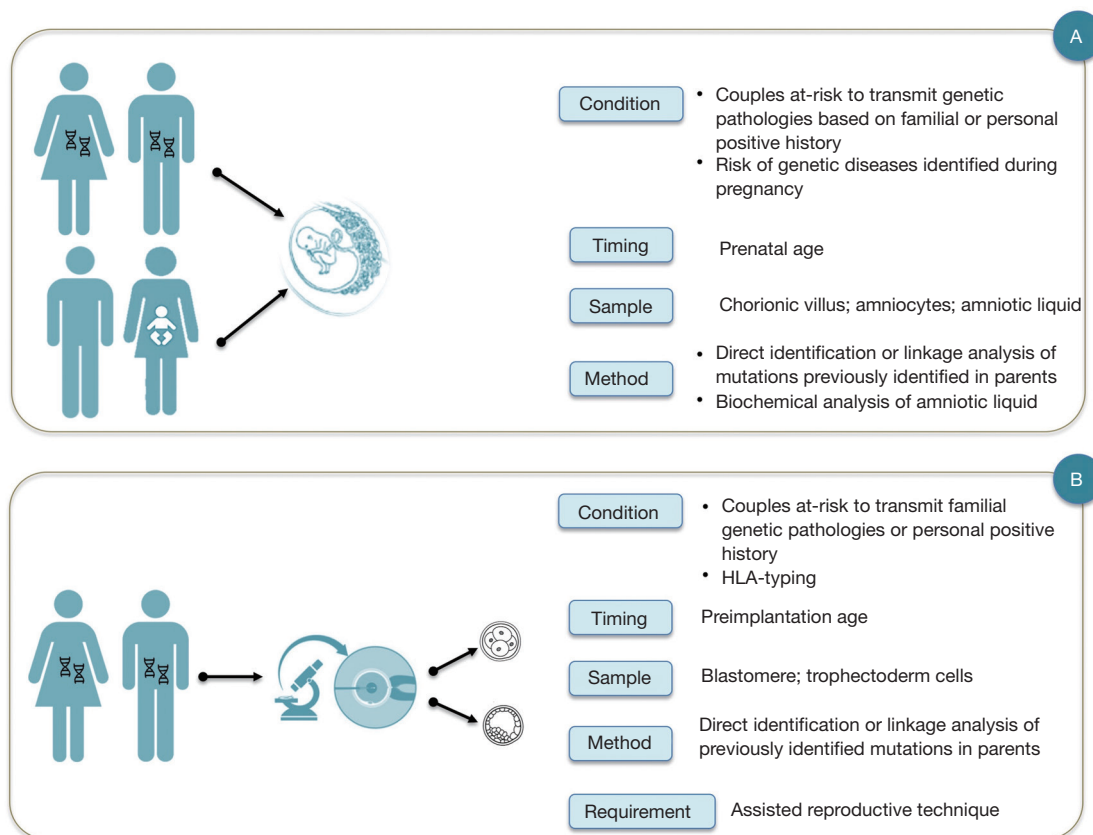 A
Condition
• Couples at-risk to transmit genetic
pathologies based on familial or personal
positive history
• Risk of genetic diseases identified during
pregnancy
Timing
Prenatal age
Sample
Chorionic villus; amniocytes; amniotic liquid
Method
• Direct identification or linkage analysis of
mutations previously identified in parents
• Biochemical analysis of amniotic liquid
B
Condition
• Couples at-risk to transmit familial
genetic pathologies or personal positive
history
• HLA-typing
Timing
Preimplantation age
Sample
Blastomere; trophectoderm cells
Method
Direct identification or linkage analysis of
previously identified mutations in parents
Requirement
Assisted reproductive technique